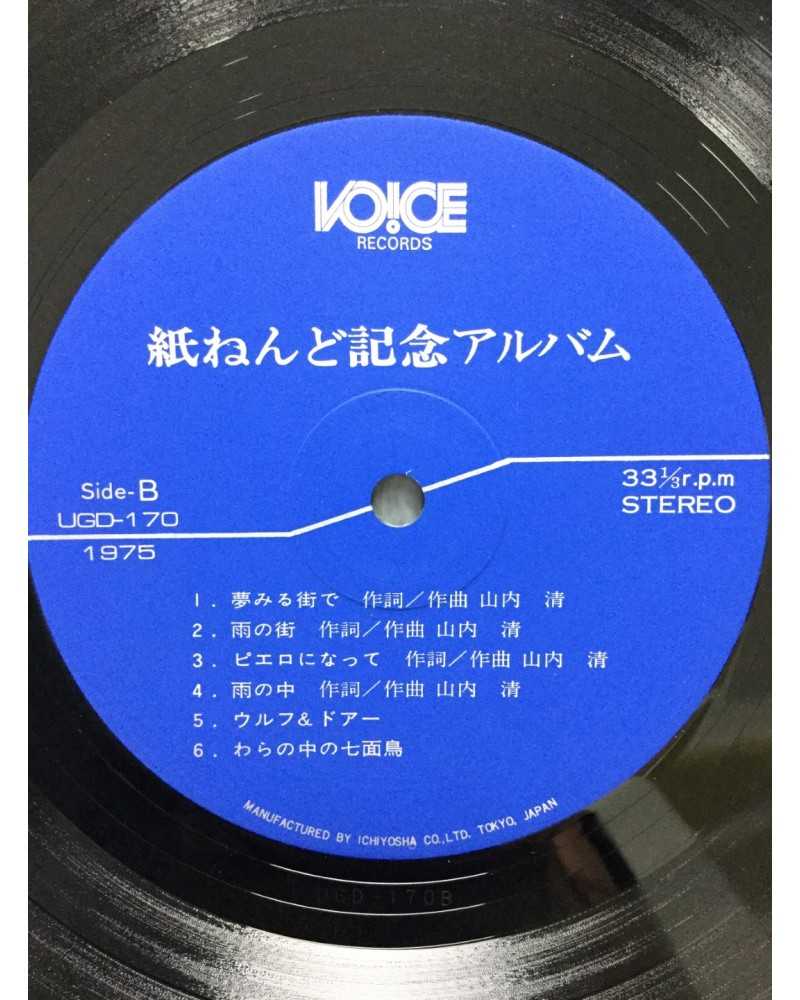 VO!CE
RECORDS
紙ねんど記念アルバム
Side-B
UGD-170
1975
33⅓r.p.m
STEREO
1. 夢みる街で 作詞／作曲 山内 清
2. 雨の街 作詞／作曲 山内 清
3. ピエロになって 作詞／作曲 山内 清
4. 雨の中 作詞／作曲 山内 清
5. ウルフ&ドアー
6. わらの中の七面鳥
MANUFACTURED BY ICHIYOSHA CO.,LTD. TOKYO, JAPAN
UGD-170B